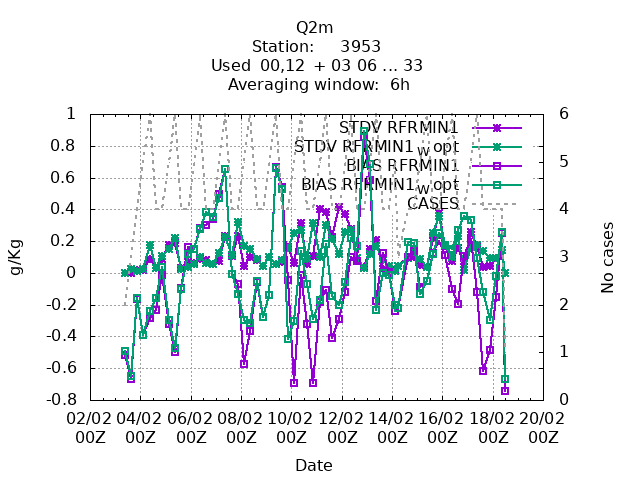 Q2m
Station: 3953
Used 00,12 + 03 06 ... 33
Averaging window: 6h
STDV RFRMIN1
STDV RFRMIN1_w opt
BIAS RFRMIN1
BIAS RFRMIN1_w opt
CASES
1
0.8
0.6
0.4
0.2
0
-0.2
-0.4
-0.6
-0.8
g/Kg
6
5
4
3
2
1
0
No cases
02/02 04/02 06/02 08/02 10/02 12/02 14/02 16/02 18/02 20/02
00Z 00Z 00Z 00Z 00Z 00Z 00Z 00Z 00Z 00Z
Date